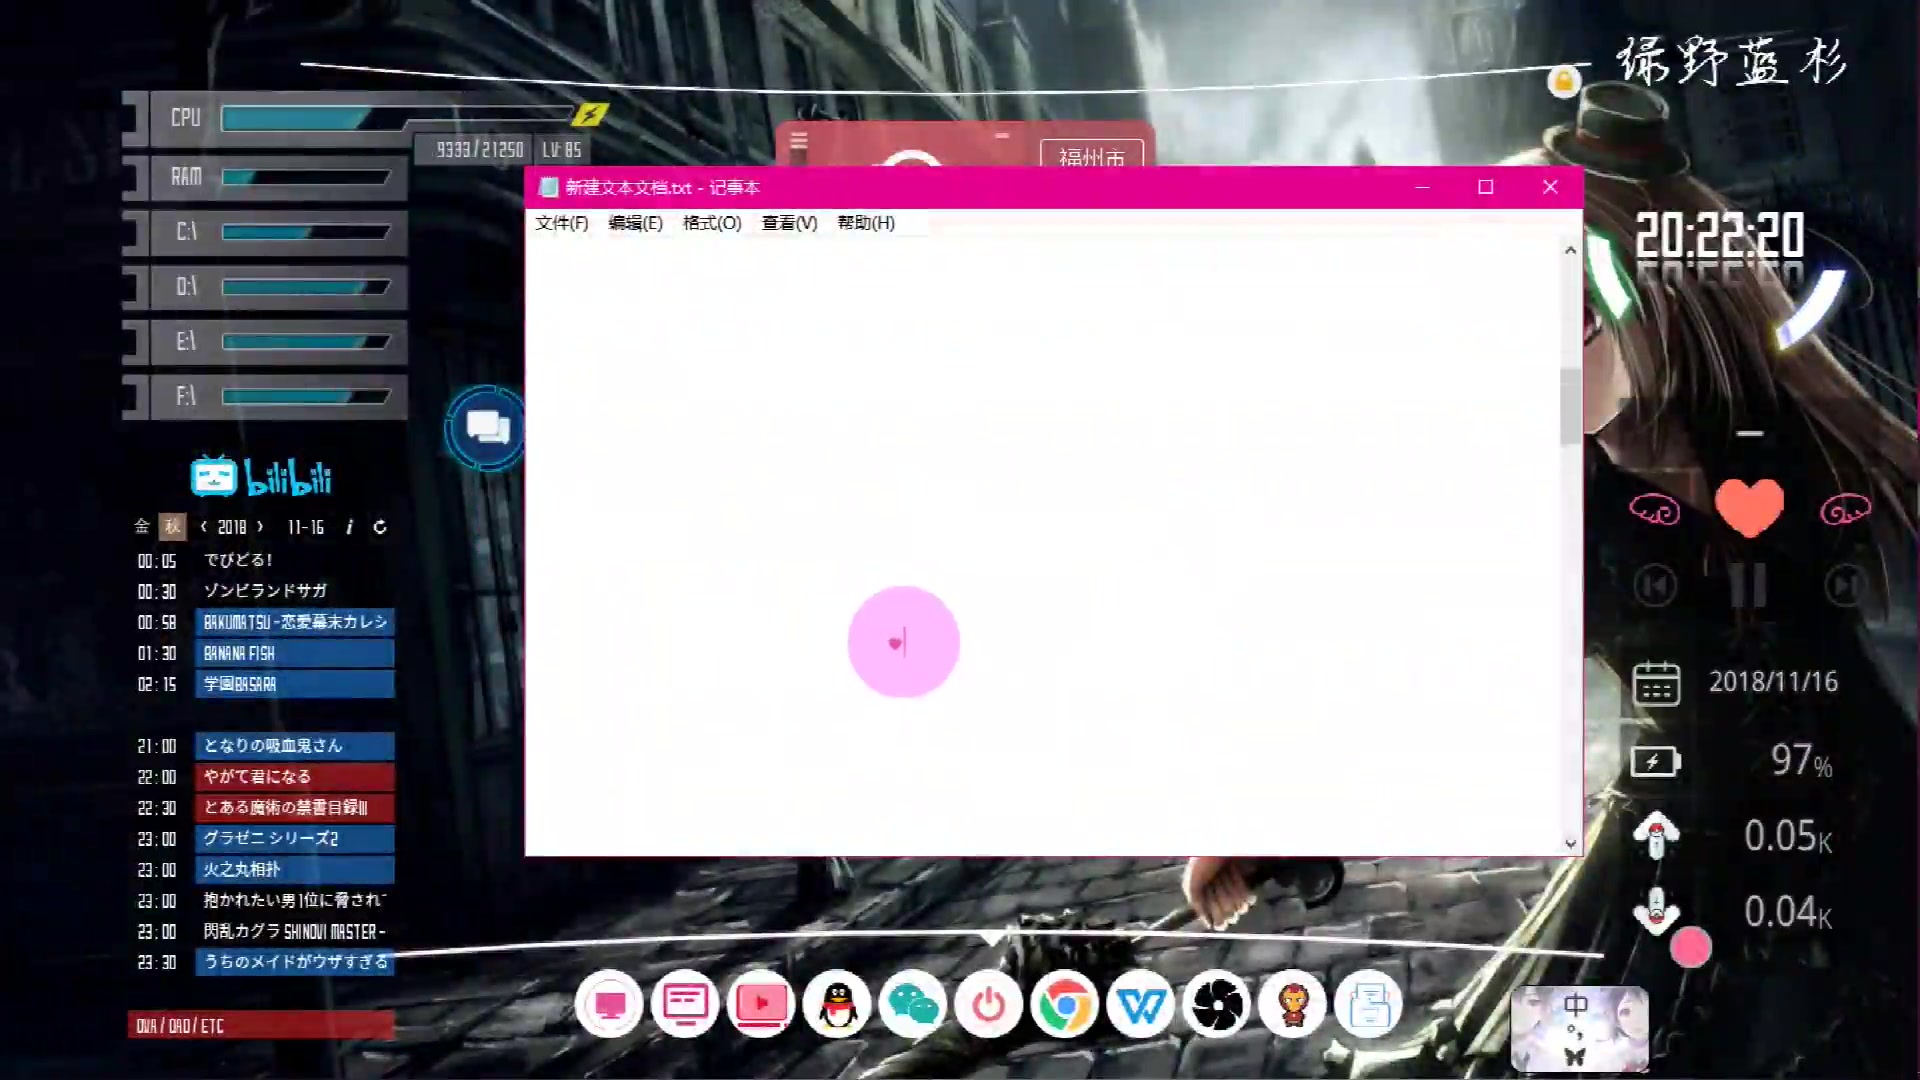 绿野蓝杉
CPU
9333/21250 LV:85
RAM
C:\
D:\
E:\
F:\
福州市
新建文本文档.txt - 记事本
文件(F) 编辑(E) 格式(O) 查看(V) 帮助(H)
20:22:20
bilibili
金 秋 2018 11-16 i
00:05 でびどる!
00:30 ゾンビランドサガ
00:58 BAKUMATSU-恋愛幕末カレシ
01:30 BANANA FISH
02:15 学園BASARA
21:00 となりの吸血鬼さん
22:00 やがて君になる
22:30 とある魔術の禁書目録III
23:00 グラゼニ シリーズ2
23:00 火之丸相扑
23:00 抱かれたい男1位に脅され
23:00 閃乱カグラ SHINOVI MASTER -
23:30 うちのメイドがウザすぎる
OVA / OAD / ETC
2018/11/16
97%
0.05K
0.04K
中